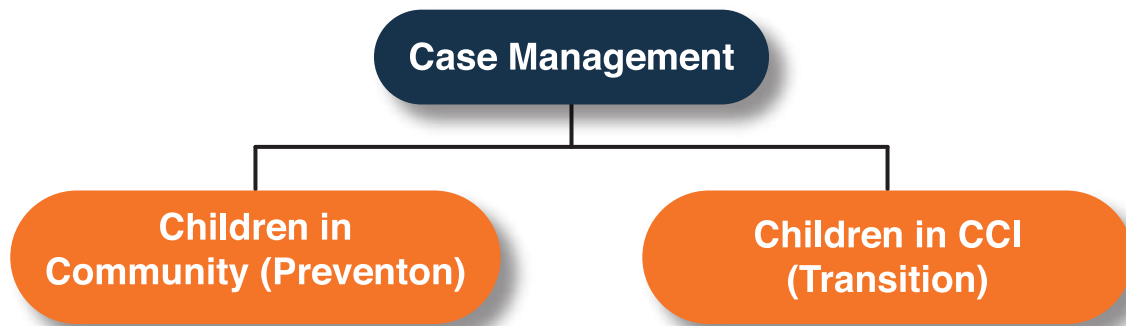 Case Management
Children in
Community (Preventon)
Children in CCI
(Transition)